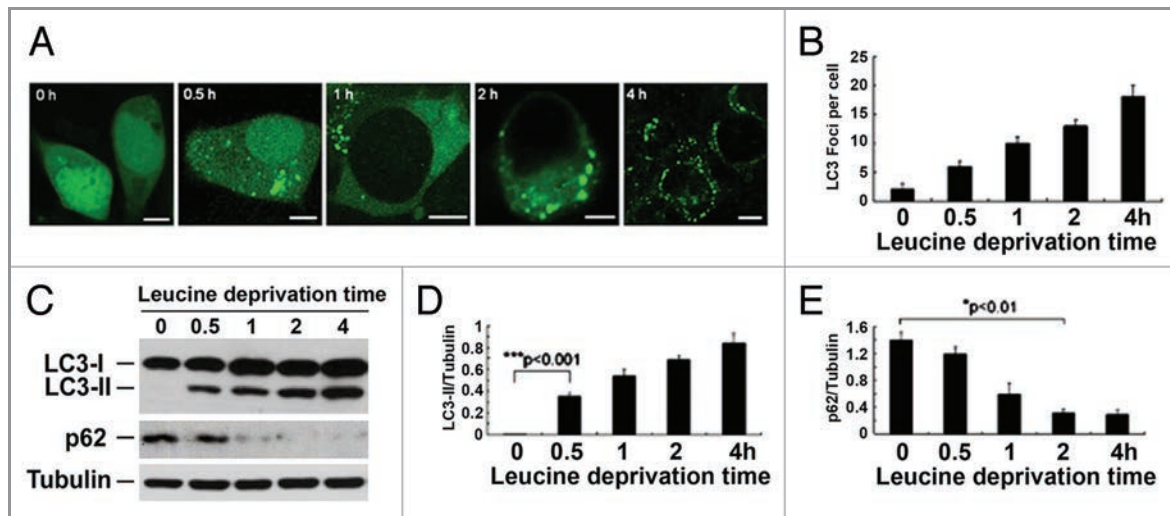 A
0 h
0.5 h
1 h
2 h
4 h
B
LC3 Foci per cell
25
20
15
10
5
0
0 0.5 1 2 4h
Leucine deprivation time
C
Leucine deprivation time
0 0.5 1 2 4
LC3-I
LC3-II
p62
Tubulin
D
LC3-II/Tubulin
1
0.8
0.6
0.4
0.2
0
***p<0.001
0 0.5 1 2 4h
Leucine deprivation time
E
p62/Tubulin
1.6
1.2
0.8
0.4
0
*p<0.01
0 0.5 1 2 4h
Leucine deprivation time